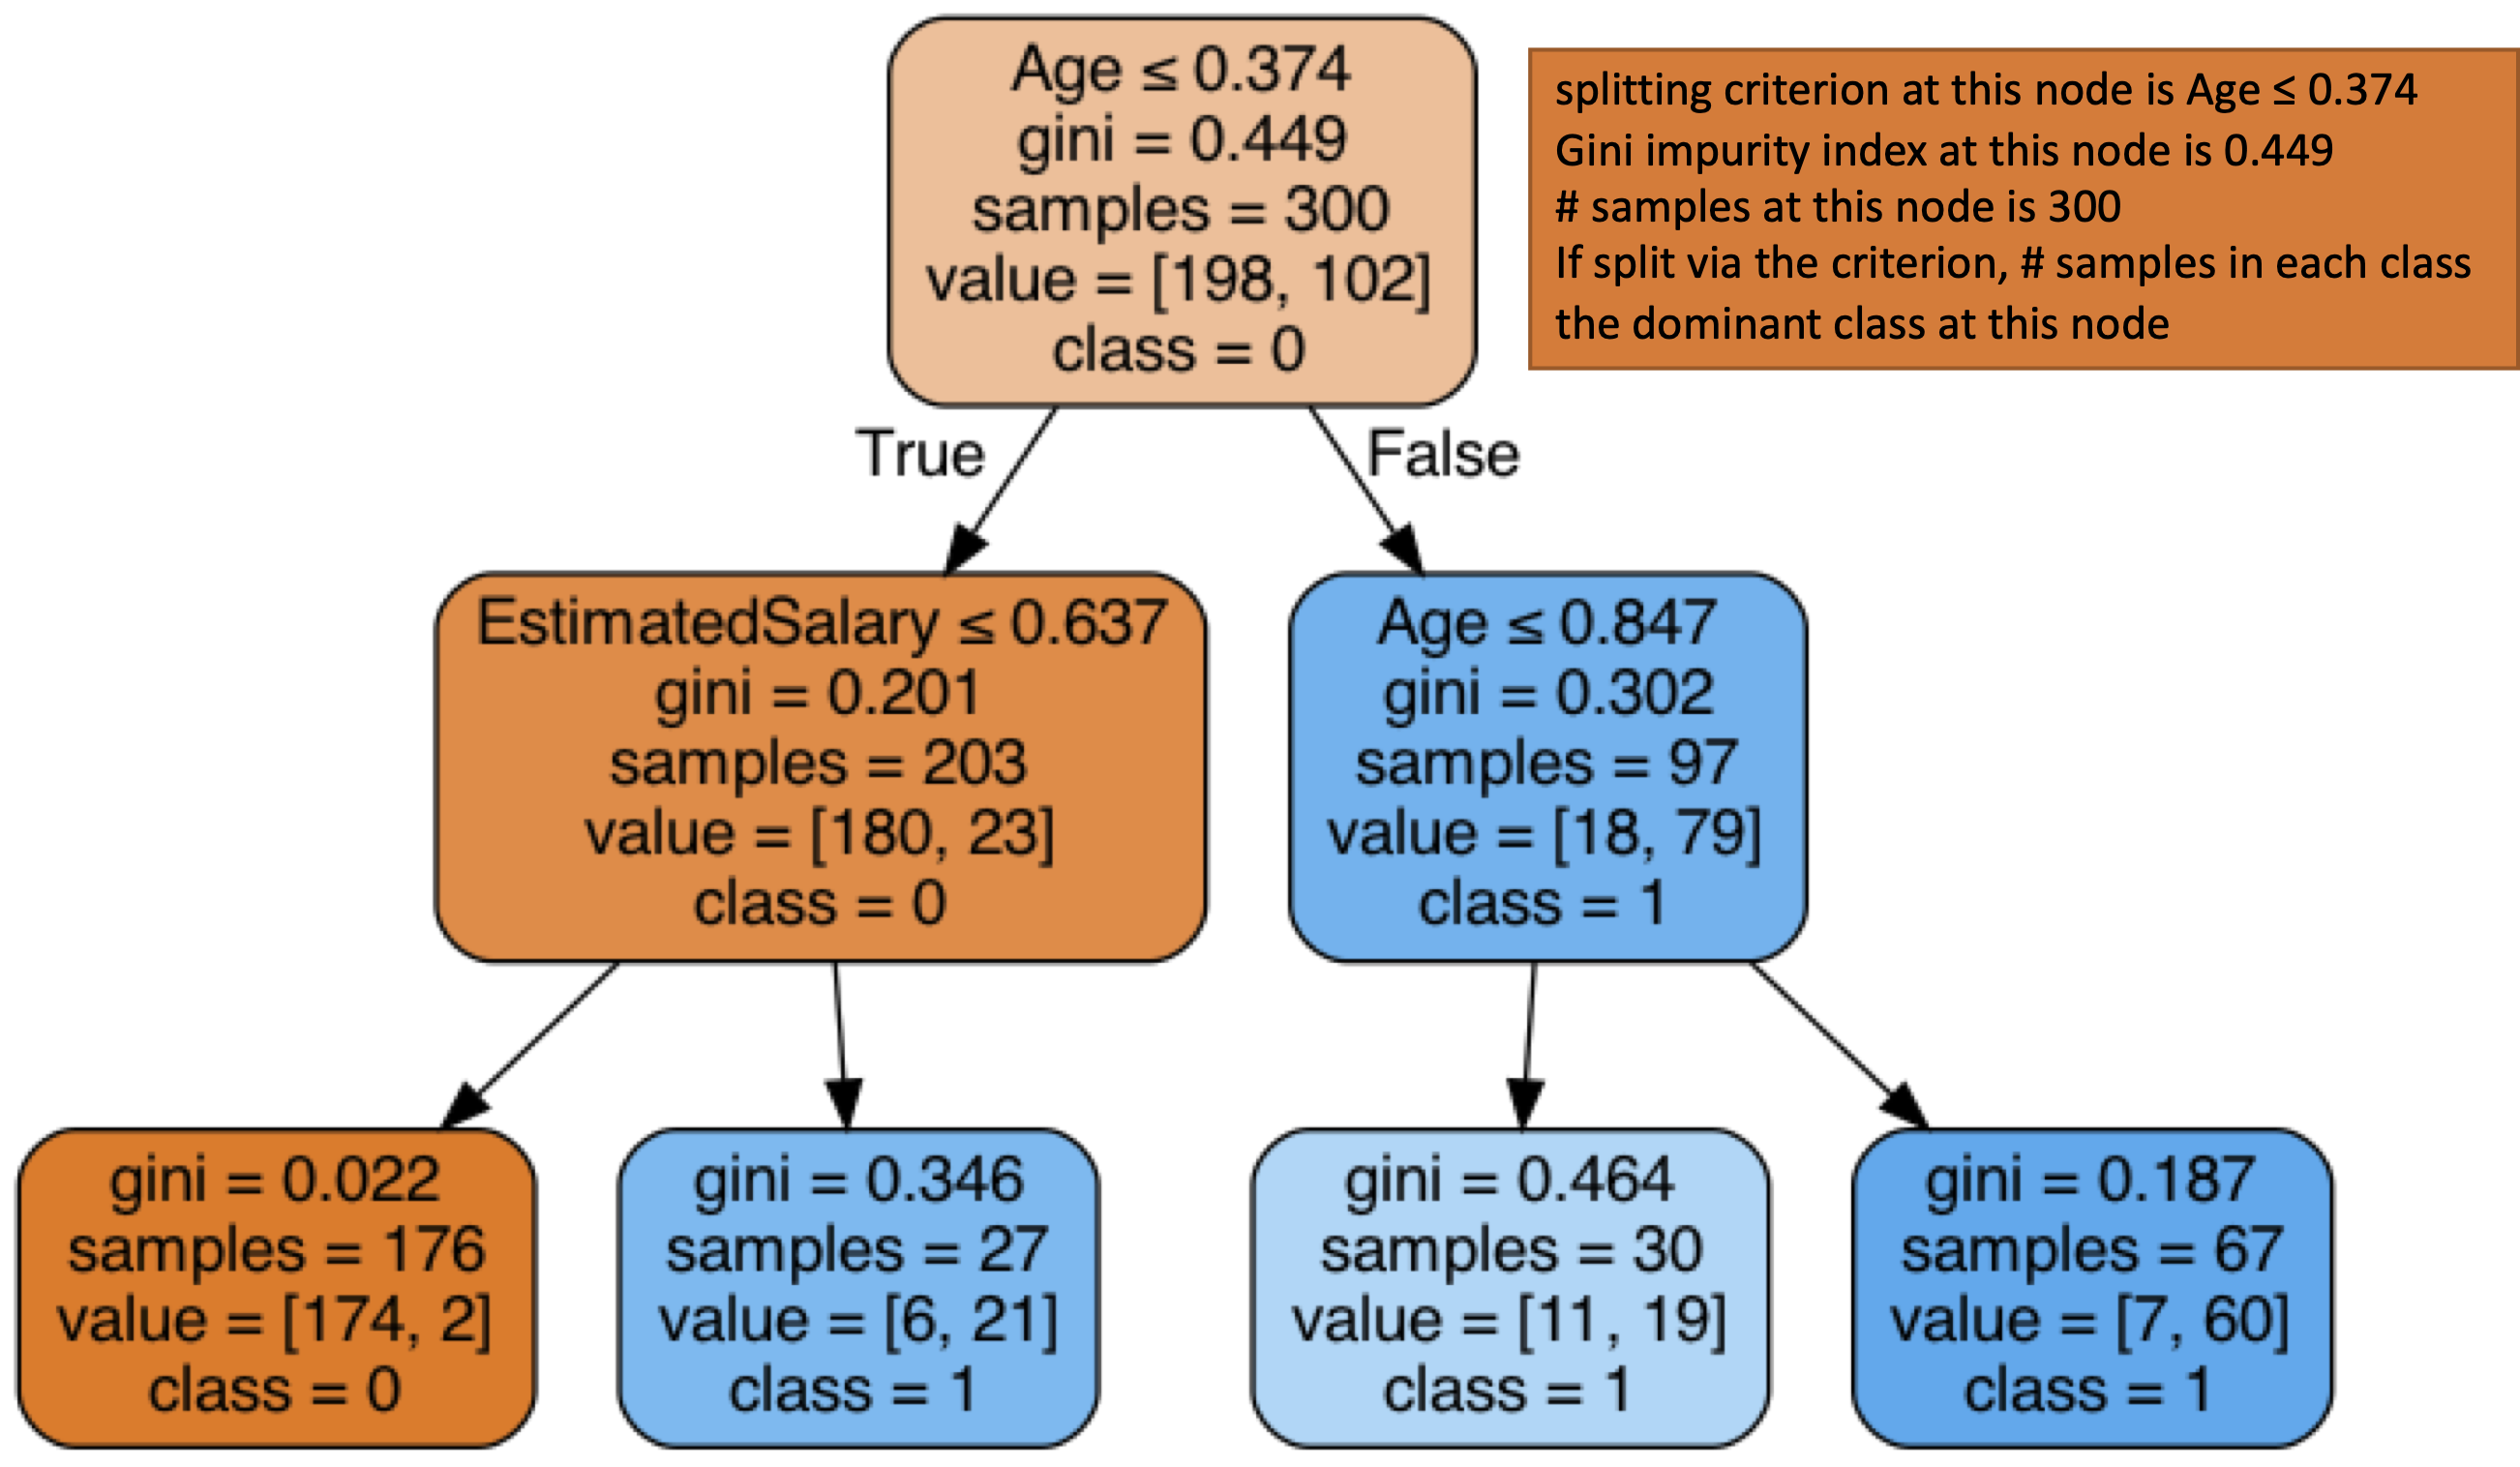 Age ≤ 0.374
gini = 0.449
samples = 300
value = [198, 102]
class = 0
splitting criterion at this node is Age ≤ 0.374
Gini impurity index at this node is 0.449
# samples at this node is 300
If split via the criterion, # samples in each class
the dominant class at this node
True
False
EstimatedSalary ≤ 0.637
gini = 0.201
samples = 203
value = [180, 23]
class = 0
Age ≤ 0.847
gini = 0.302
samples = 97
value = [18, 79]
class = 1
gini = 0.022
samples = 176
value = [174, 2]
class = 0
gini = 0.346
samples = 27
value = [6, 21]
class = 1
gini = 0.464
samples = 30
value = [11, 19]
class = 1
gini = 0.187
samples = 67
value = [7, 60]
class = 1